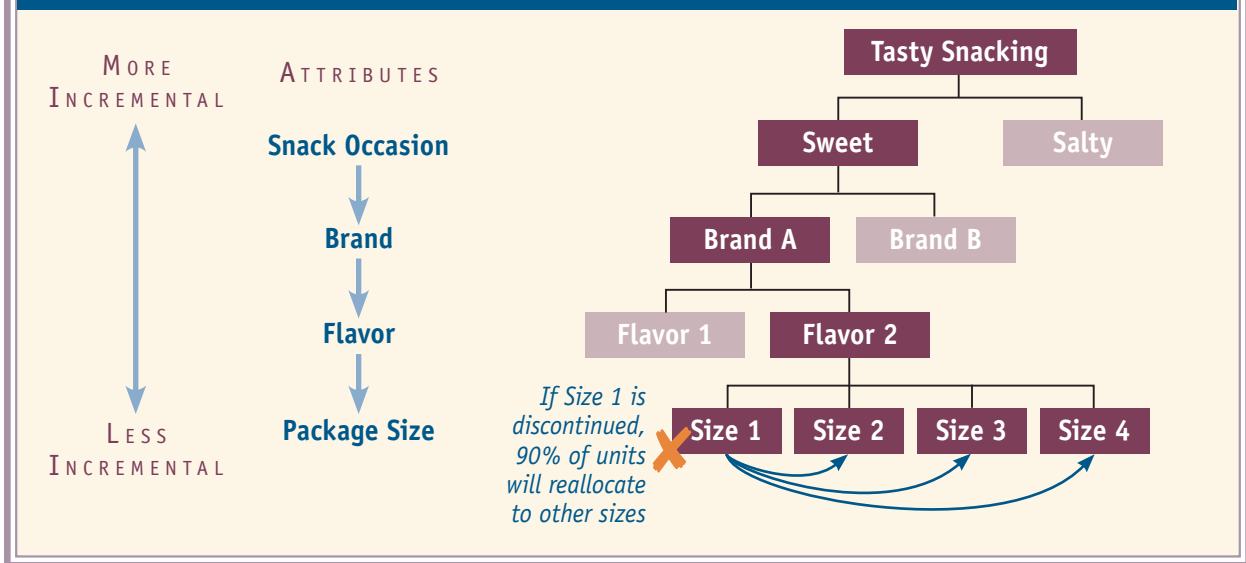 MORE
INCREMENTAL
ATTRIBUTES
Snack Occasion
Brand
Flavor
Package Size
LESS
INCREMENTAL
Tasty Snacking
Sweet
Salty
Brand A
Brand B
Flavor 1
Flavor 2
If Size 1 is
discontinued,
90% of units
will reallocate
to other sizes
Size 1
Size 2
Size 3
Size 4